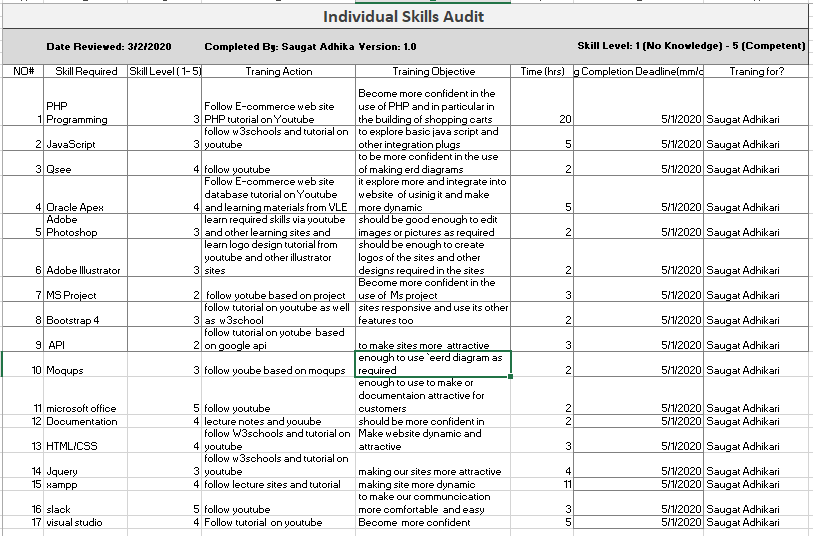 Individual Skills Audit
Date Reviewed: 3/2/2020 Completed By: Saugat Adhika Version: 1.0 Skill Level: 1 (No Knowledge) - 5 (Competent)
NO# Skill Required Skill Level ( 1- 5) Traning Action Training Objective Time (hrs) g Completion Deadline(mm/c Traning for?
Become more confident in the
PHP Follow E-commerce web site use of PHP and in particular in
1 Programming 3 PHP tutorial on Youtube the building of shopping carts 20 5/1/2020 Saugat Adhikari
follow w3schools and tutorial on to explore basic java script and
2 JavaScript 3 youtube other integration plugs 5 5/1/2020 Saugat Adhikari
to be more confident in the use
3 Qsee 4 follow youtube of making erd diagrams 2 5/1/2020 Saugat Adhikari
Follow E-commerce web site it explore more and integrate into
database tutorial on Youtube website of usinig it and make
4 Oracle Apex 4 and learning materials from VLE more dynamic 5 5/1/2020 Saugat Adhikari
Adobe learn required skills via youtube should be good enough to edit
5 Photoshop 3 and other learning sites and images or pictures as required 2 5/1/2020 Saugat Adhikari
learn logo design tutorial from should be enough to create
youtube and other illustrator logos of the sites and other
6 Adobe Illustrator 3 sites designs required in the sites 2 5/1/2020 Saugat Adhikari
Become more confident in the
7 MS Project 2 follow yotube based on project use of Ms project 3 5/1/2020 Saugat Adhikari
follow tutorial on youtube as well sites responsive and use its other
8 Bootstrap 4 3 as w3school features too 2 5/1/2020 Saugat Adhikari
follow tutorial on yotube based
9 API 2 on google api to make sites more attractive 3 5/1/2020 Saugat Adhikari
enough to use `eerd diagram as
10 Moqups 3 follow yoube based on moqups required 2 5/1/2020 Saugat Adhikari
enough to use to make or
documentaion attractive for
11 microsoft office 5 follow youtube customers 2 5/1/2020 Saugat Adhikari
12 Documentation 4 lecture notes and youube should be more confident in 2 5/1/2020 Saugat Adhikari
follow W3schools and tutorial on Make website dynamic and
13 HTML/CSS 4 youtube attractive 3 5/1/2020 Saugat Adhikari
follow w3schools and tutorial on
14 Jquery 3 youtube making our sites more attractive 4 5/1/2020 Saugat Adhikari
15 xampp 4 follow lecture sites and tutorial making site more dynamic 11 5/1/2020 Saugat Adhikari
to make our communcication
16 slack 5 follow youtube more comfortable and easy 3 5/1/2020 Saugat Adhikari
17 visual studio 4 Follow tutorial on youtube Become more confident 5 5/1/2020 Saugat Adhikari